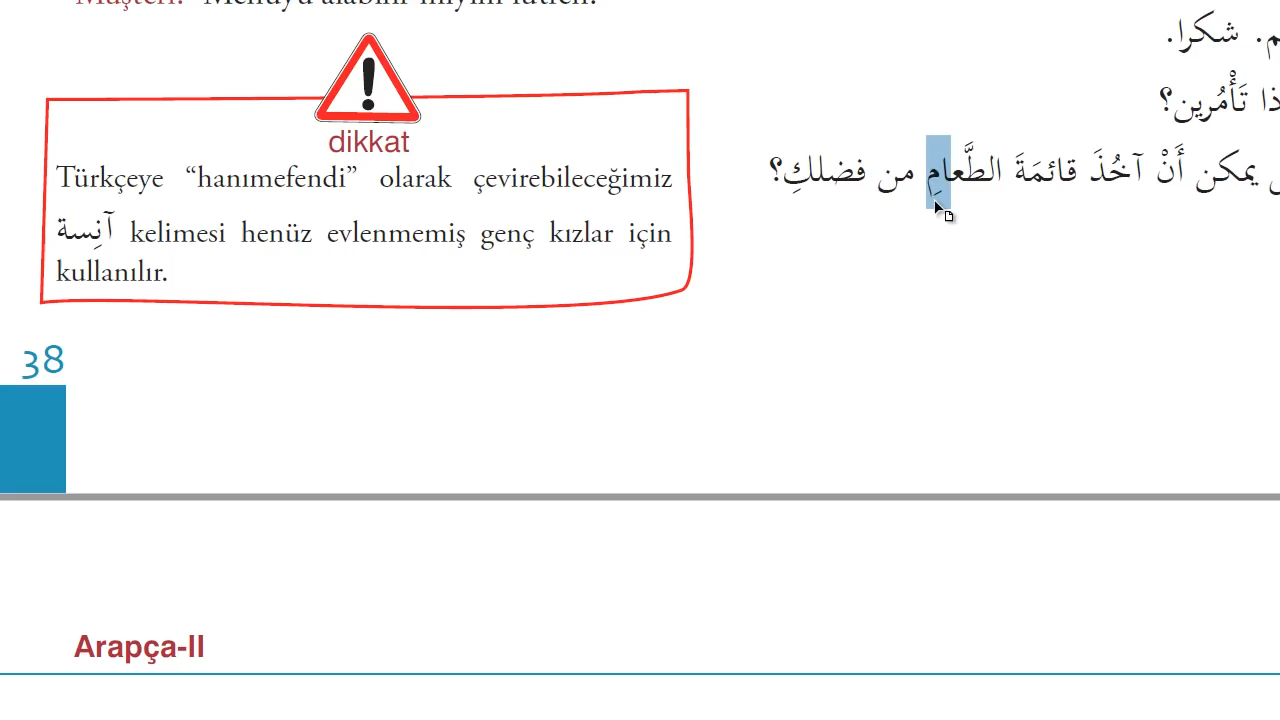 Müşteri: Menüyü alabilir miyim lütfen?
م. شكرا.
ذا تَأْمُرين؟
يمكن أَنْ آخُذَ قائمَةَ الطَّعامِ من فضلكِ؟
dikkat
Türkçeye “hanımefendi” olarak çevirebileceğimiz
آنِسة kelimesi henüz evlenmemiş genç kızlar için
kullanılır.
38
Arapça-II